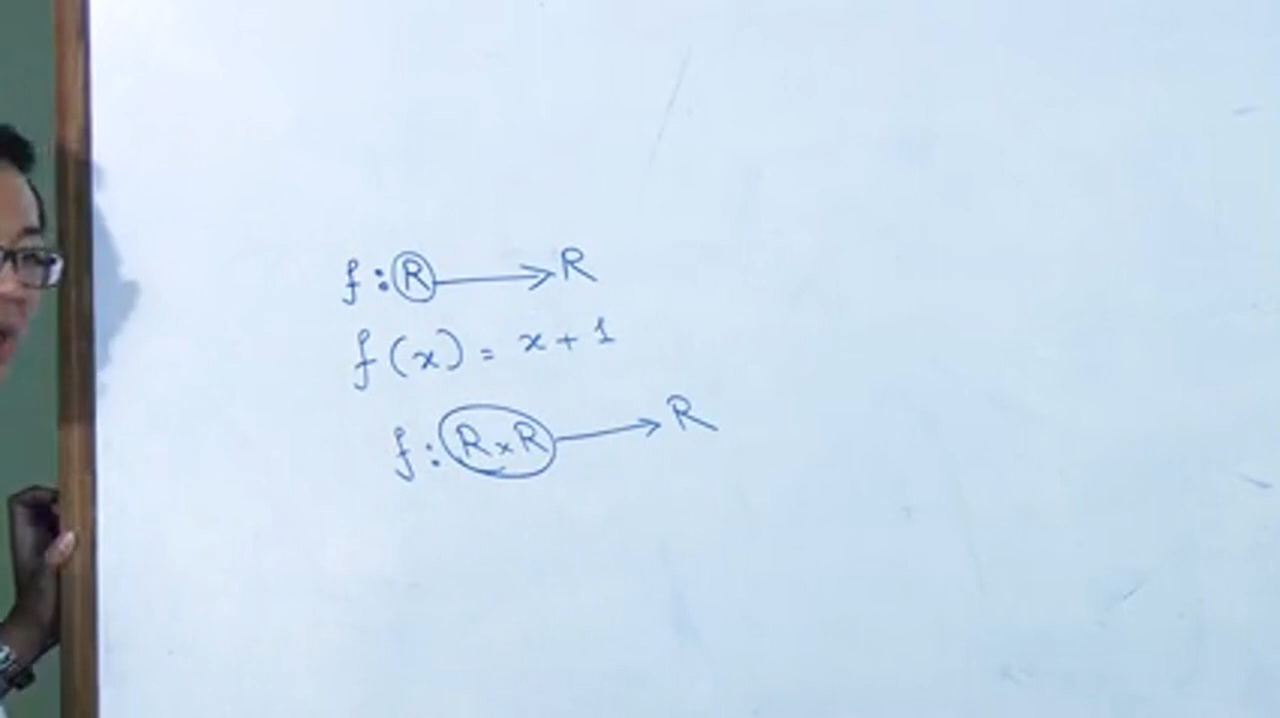 f : R ⟶ R
f(x) = x + 1
f : R × R ⟶ R